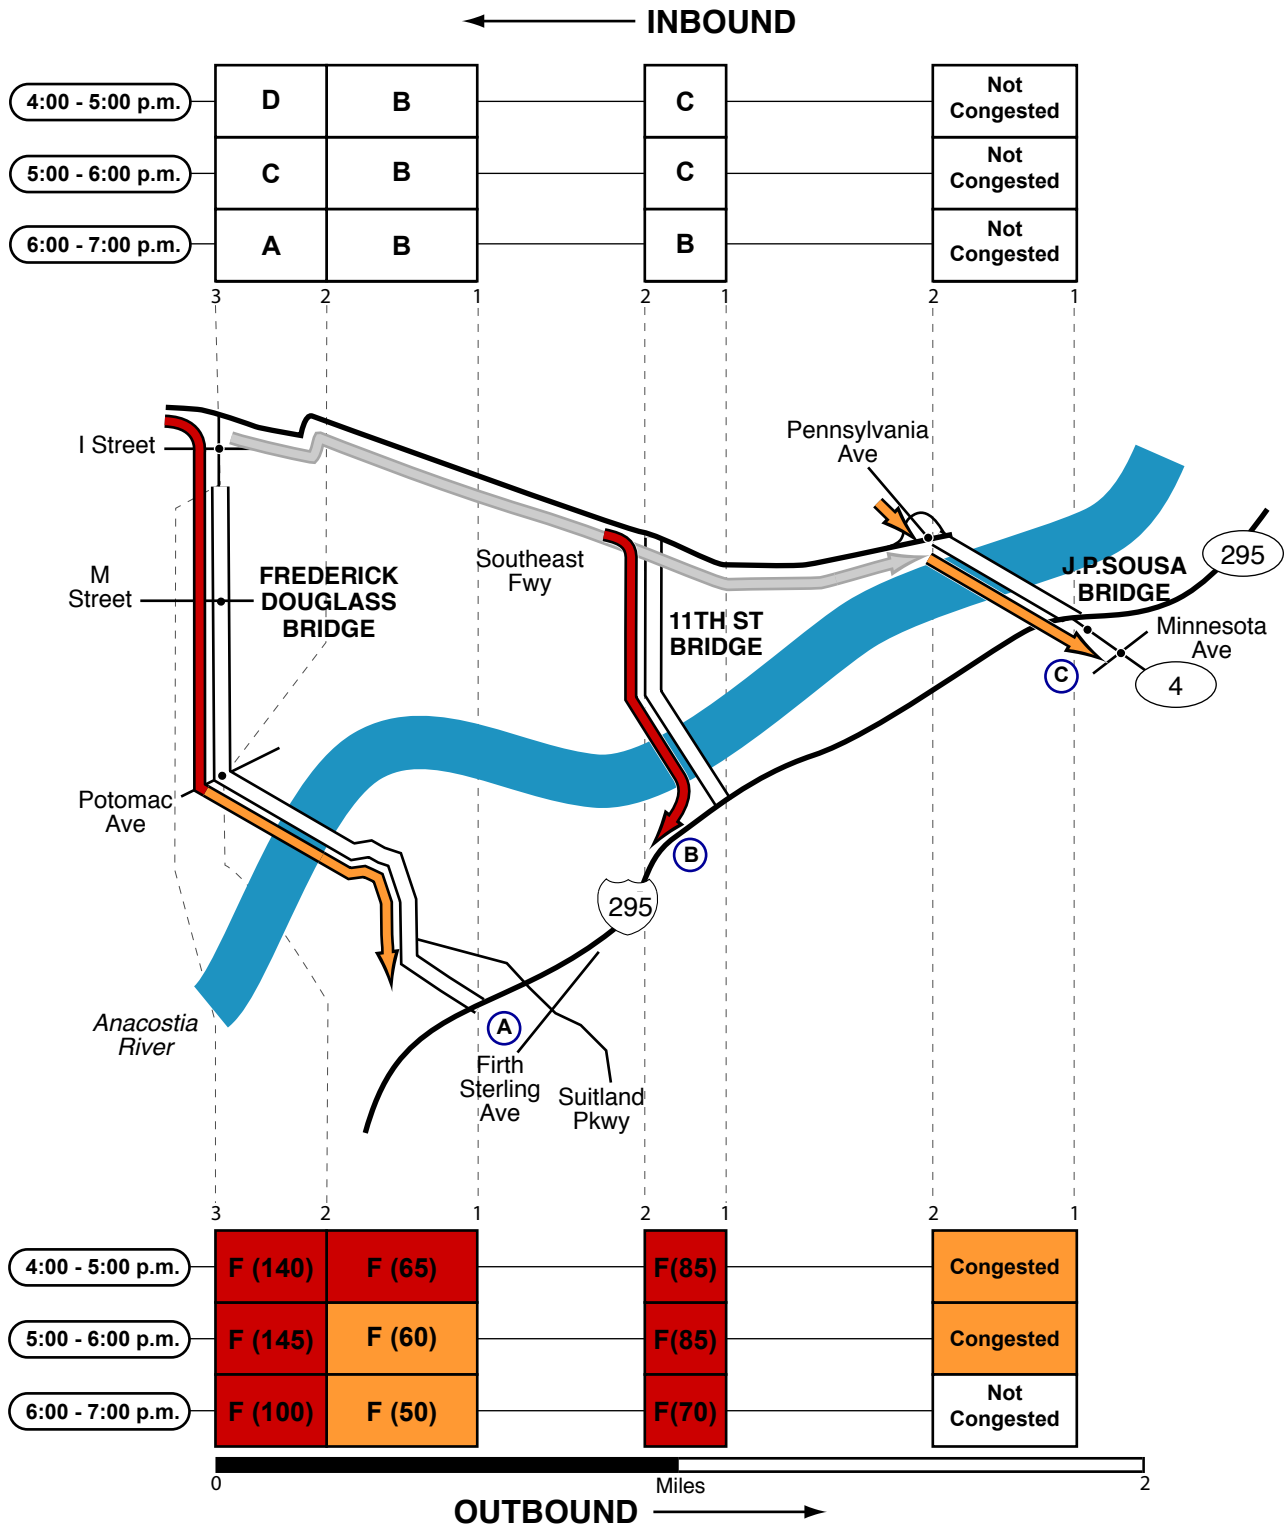 INBOUND
4:00 - 5:00 p.m. D B C Not Congested
5:00 - 6:00 p.m. C B C Not Congested
6:00 - 7:00 p.m. A B B Not Congested
3 2 1 2 1 2 1
I Street
Pennsylvania
Ave
Southeast
Fwy
M
Street
FREDERICK
DOUGLASS
BRIDGE
11TH ST
BRIDGE
J.P.SOUSA
BRIDGE
295
Minnesota
Ave
C
4
Potomac
Ave
B
295
Anacostia
River
A
Firth
Sterling
Ave
Suitland
Pkwy
3 2 1 2 1 2 1
4:00 - 5:00 p.m. F (140) F (65) F(85) Congested
5:00 - 6:00 p.m. F (145) F (60) F(85) Congested
6:00 - 7:00 p.m. F (100) F (50) F(70) Not Congested
0 Miles 2
OUTBOUND